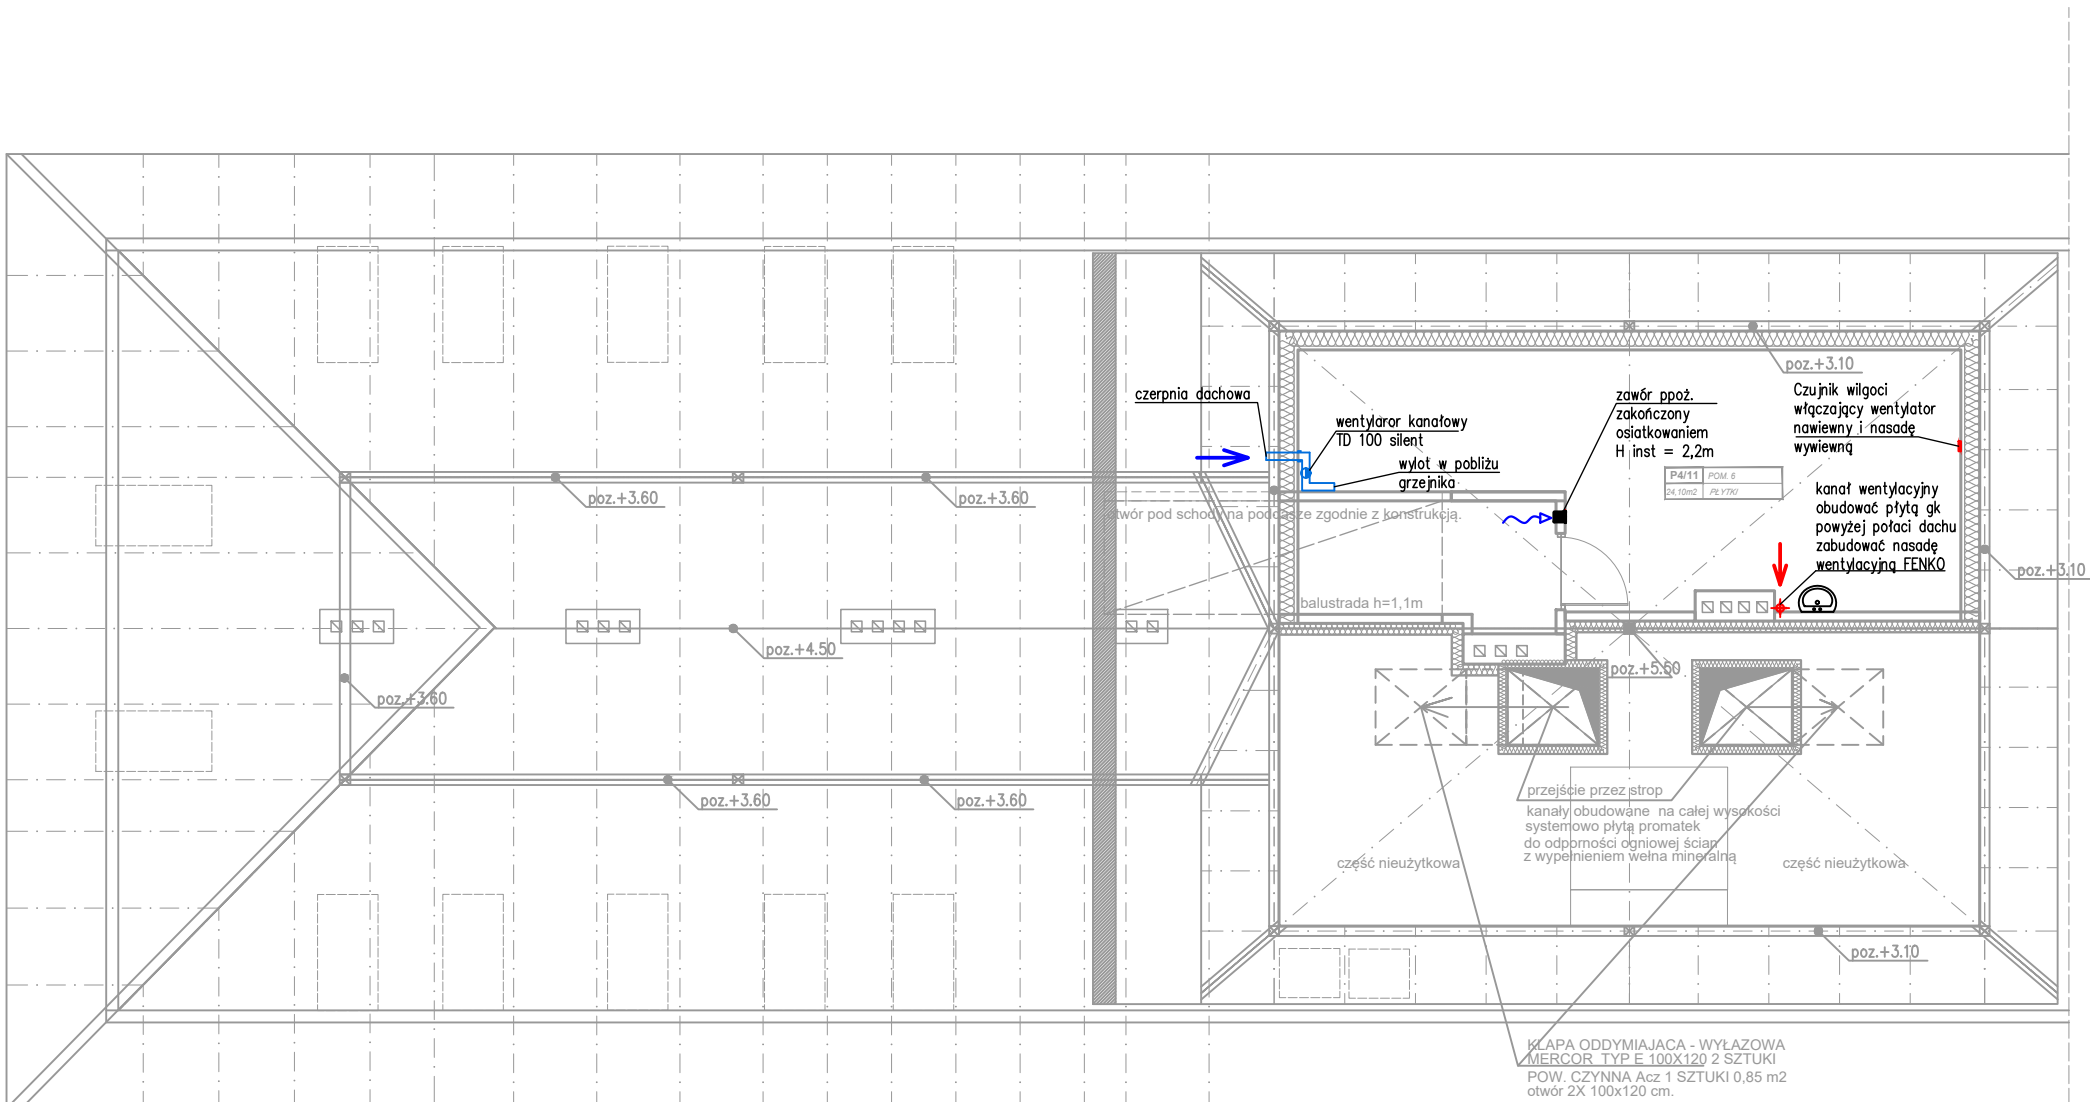 poz.+3.10
czerpnia dachowa
wentylaror kanałowy
TD 100 silent
wylot w pobliżu
grzejnika
zawór ppoż.
zakończony
osiatkowaniem
H inst = 2,2m
Czujnik wilgoci
włączający wentylator
nawiewny i nasadę
wywiewną
P4/11 POM. 6
24,10m2 PŁYTKI
kanał wentylacyjny
obudować płytą gk
powyżej połaci dachu
zabudować nasadę
wentylacyjną FENKO
poz.+3.60
poz.+3.60
otwór pod schody na poddasze zgodnie z konstrukcją.
poz.+3.10
balustrada h=1,1m
poz.+4.50
poz.+5.60
poz.+3.60
poz.+3.60
poz.+3.60
przejście przez strop
kanały obudowane na całej wysokości
systemowo płytą promatek
do odporności ogniowej ścian
z wypełnieniem wełna mineralną
część nieużytkowa
część nieużytkowa
poz.+3.10
KLAPA ODDYMIAJACA - WYŁAZOWA
MERCOR TYP E 100X120 2 SZTUKI
POW. CZYNNA Acz 1 SZTUKI 0,85 m2
otwór 2X 100x120 cm.